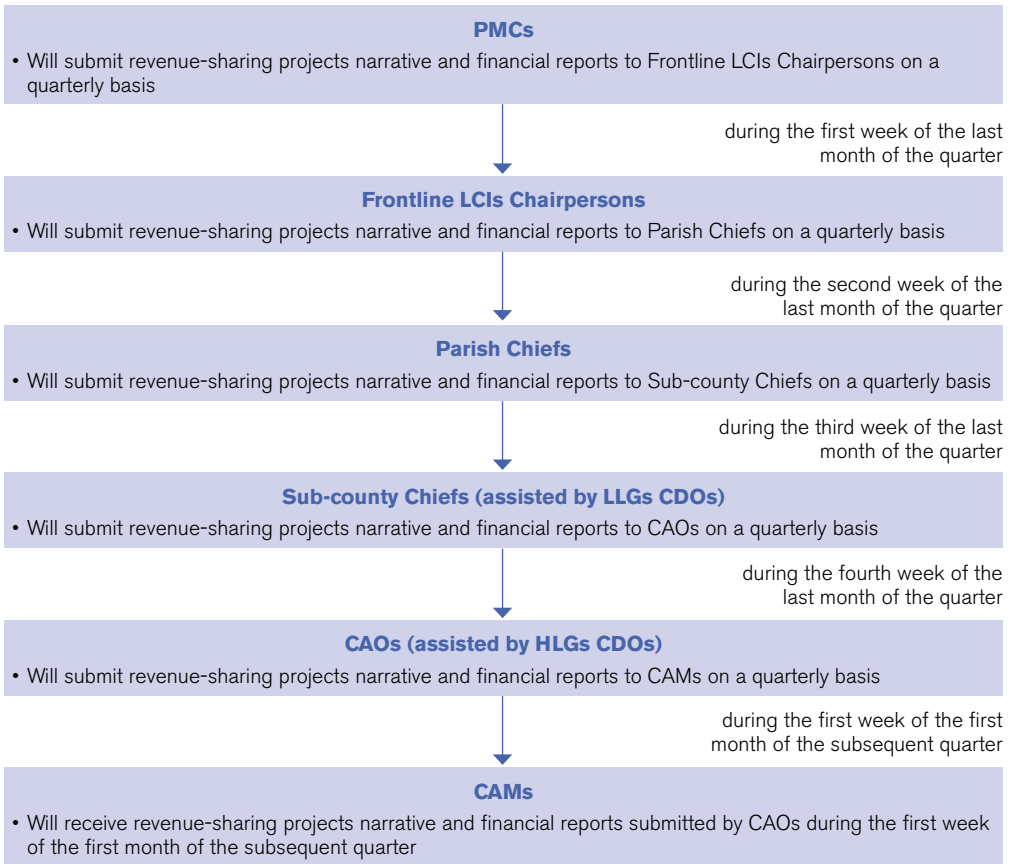 PMCs
• Will submit revenue-sharing projects narrative and financial reports to Frontline LCIs Chairpersons on a
quarterly basis
during the first week of the last
month of the quarter
Frontline LCIs Chairpersons
• Will submit revenue-sharing projects narrative and financial reports to Parish Chiefs on a quarterly basis
during the second week of the
last month of the quarter
Parish Chiefs
• Will submit revenue-sharing projects narrative and financial reports to Sub-county Chiefs on a quarterly basis
during the third week of the last
month of the quarter
Sub-county Chiefs (assisted by LLGs CDOs)
• Will submit revenue-sharing projects narrative and financial reports to CAOs on a quarterly basis
during the fourth week of the
last month of the quarter
CAOs (assisted by HLGs CDOs)
• Will submit revenue-sharing projects narrative and financial reports to CAMs on a quarterly basis
during the first week of the first
month of the subsequent quarter
CAMs
• Will receive revenue-sharing projects narrative and financial reports submitted by CAOs during the first week
of the first month of the subsequent quarter